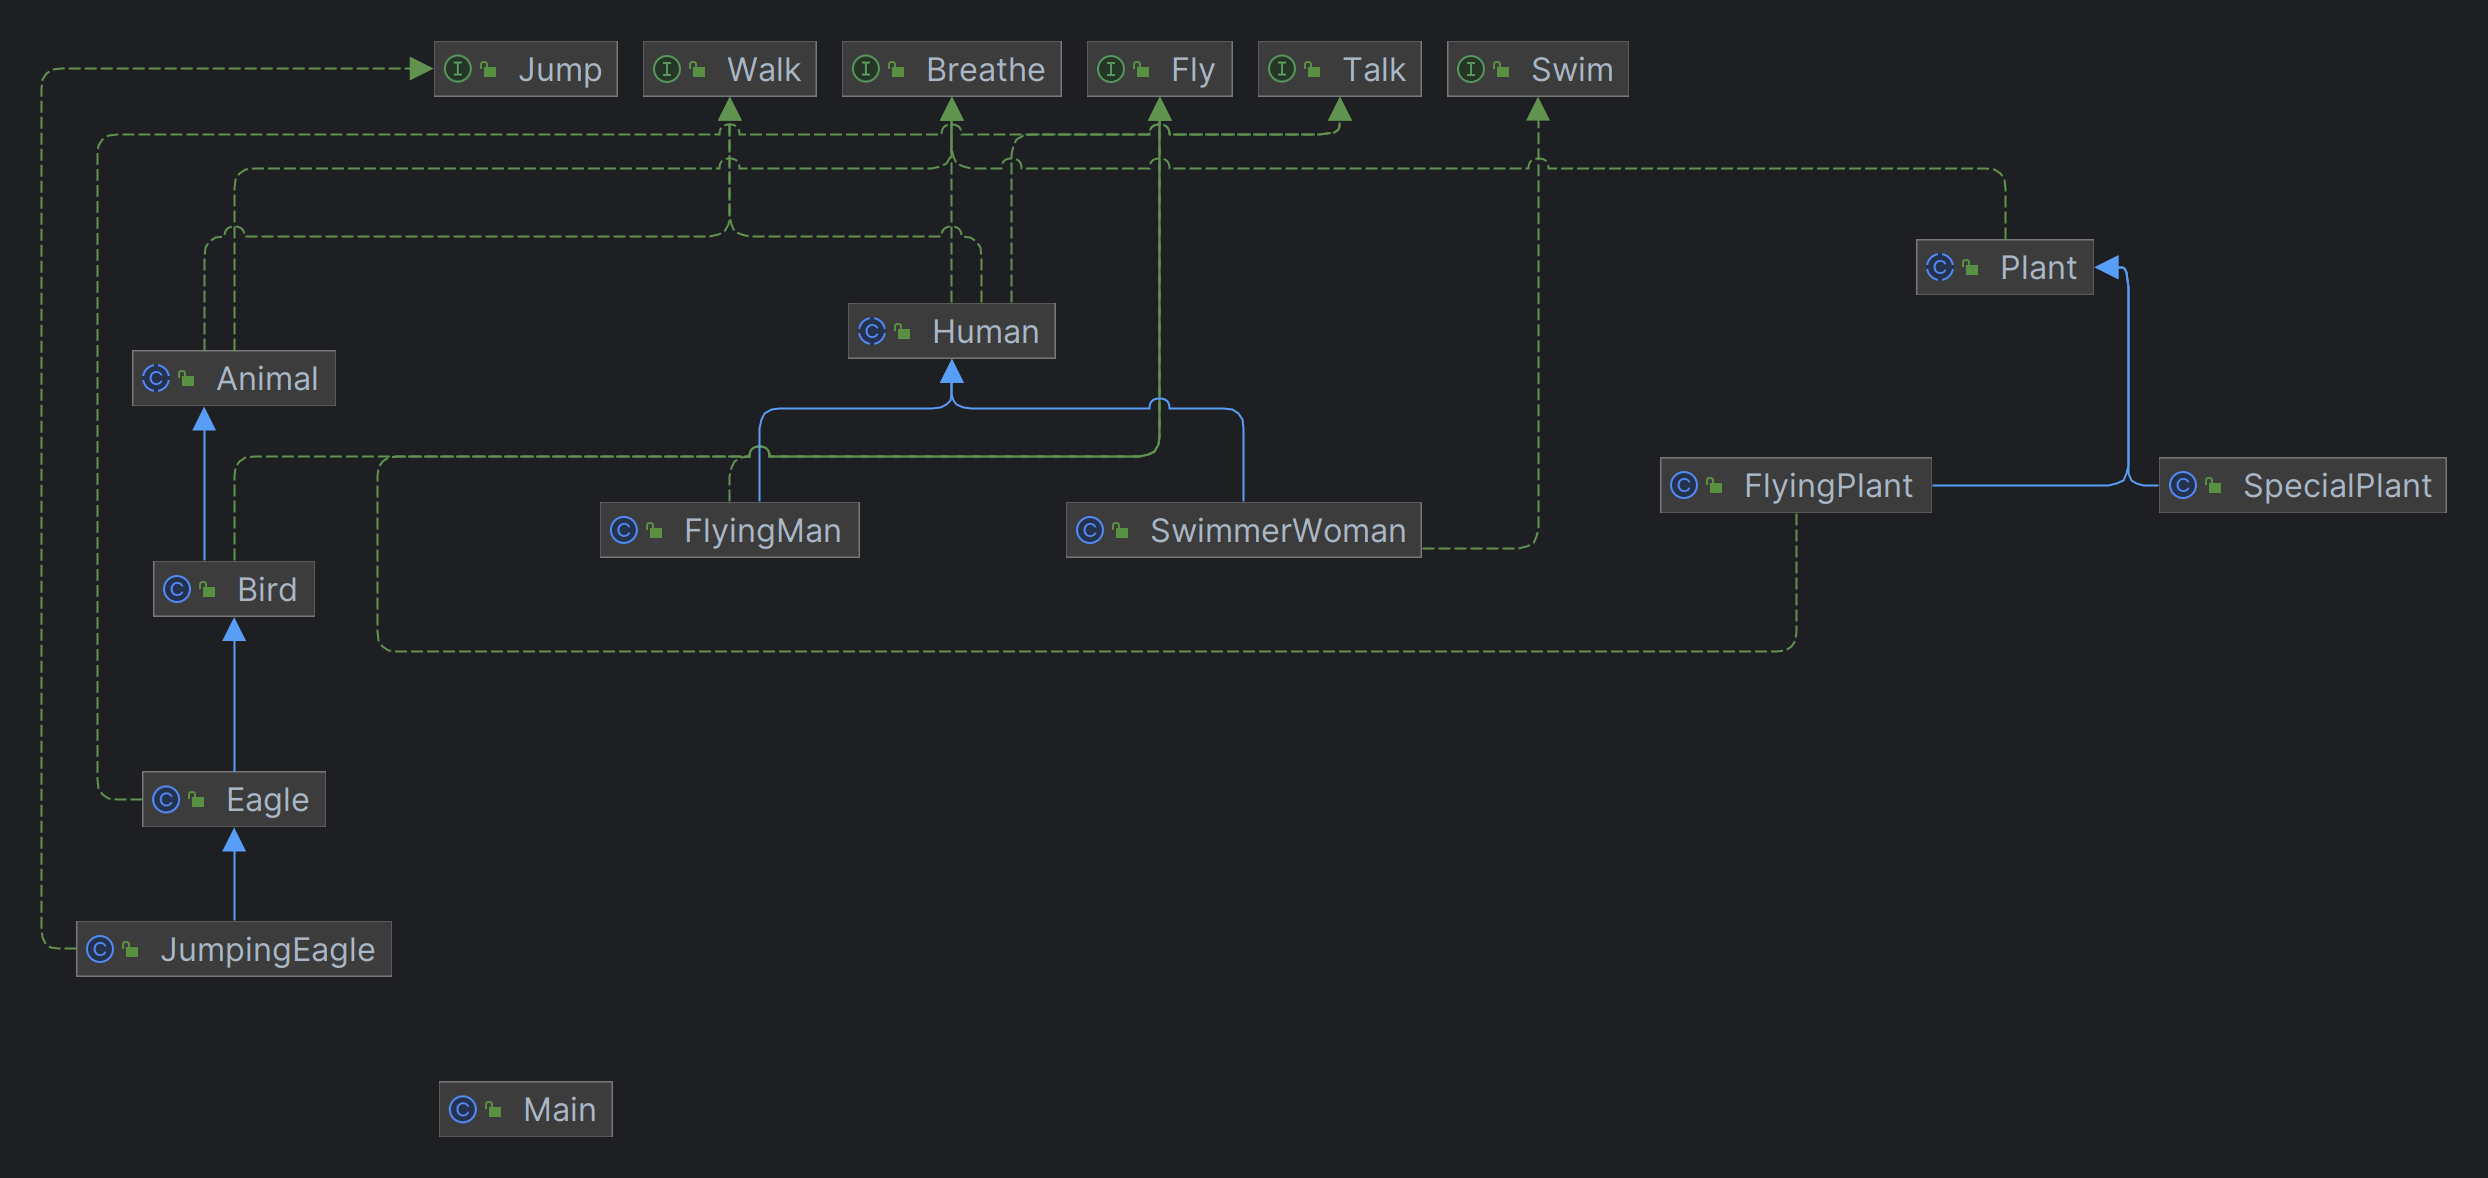 Jump
Walk
Breathe
Fly
Talk
Swim
Plant
Human
Animal
FlyingPlant
SpecialPlant
FlyingMan
SwimmerWoman
Bird
Eagle
JumpingEagle
Main